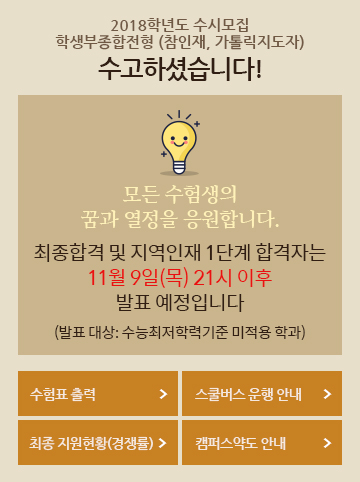 2018학년도 수시모집
학생부종합전형 (참인재, 가톨릭지도자)
수고하셨습니다!
모든 수험생의
꿈과 열정을 응원합니다.
최종합격 및 지역인재 1단계 합격자는
11월 9일(목) 21시 이후
발표 예정입니다
(발표 대상: 수능최저학력기준 미적용 학과)
수험표 출력
스쿨버스 운행 안내
최종 지원현황(경쟁률)
캠퍼스약도 안내